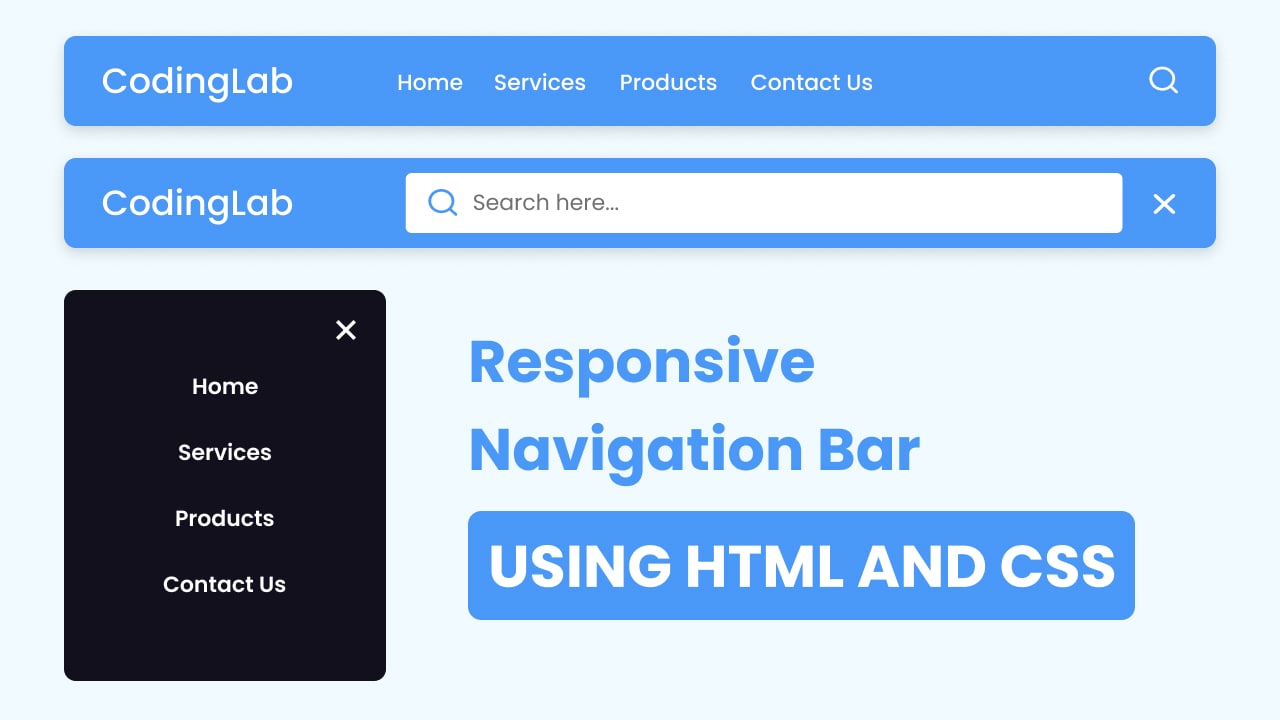 CodingLab Home Services Products Contact Us
CodingLab Search here...
Home
Services
Products
Contact Us
Responsive
Navigation Bar
USING HTML AND CSS